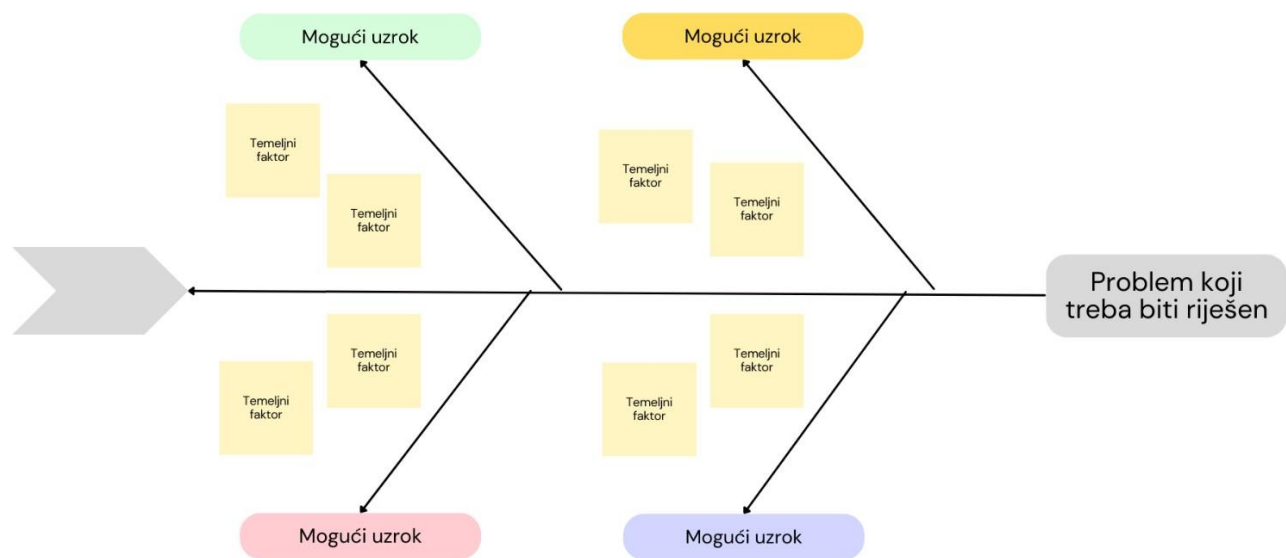 Mogući uzrok
Mogući uzrok
Temeljni
faktor
Temeljni
faktor
Temeljni
faktor
Temeljni
faktor
Problem koji
treba biti riješen
Temeljni
faktor
Temeljni
faktor
Temeljni
faktor
Temeljni
faktor
Mogući uzrok
Mogući uzrok